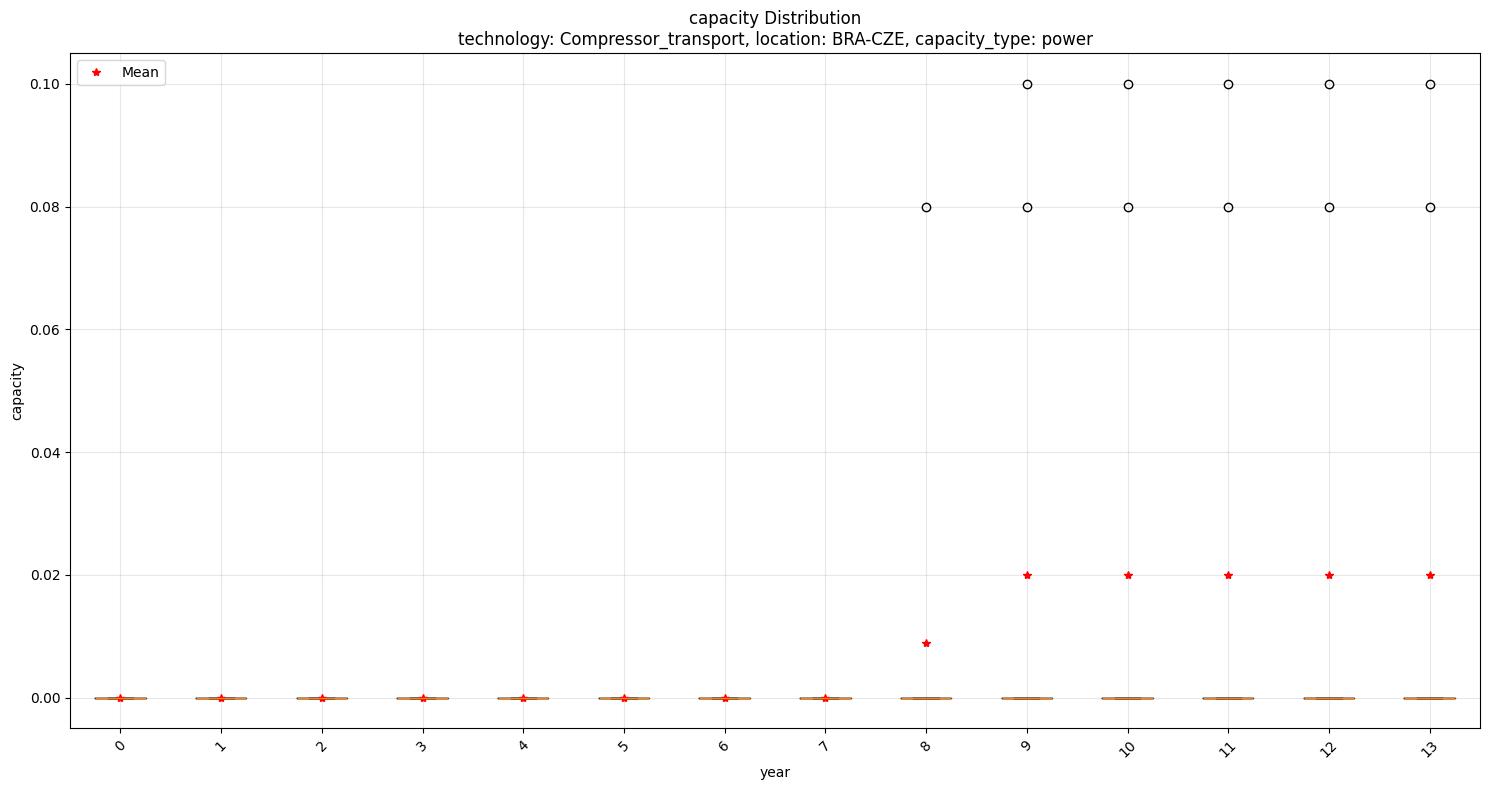 capacity Distribution
technology: Compressor_transport, location: BRA-CZE, capacity_type: power
Mean
0.10
0.08
0.06
0.04
0.02
0.00
capacity
0 1 2 3 4 5 6 7 8 9 10 11 12 13
year